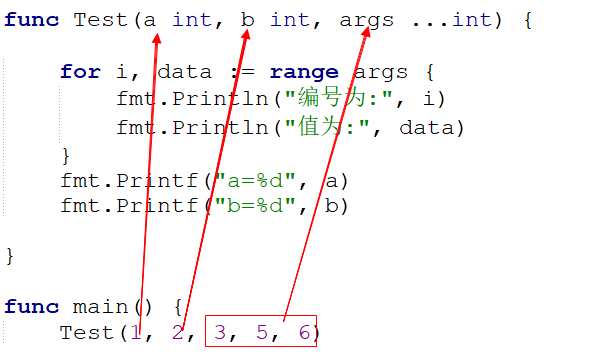 func Test(a int, b int, args ...int) {
for i, data := range args {
fmt.Println("编号为:", i)
fmt.Println("值为:", data)
}
fmt.Printf("a=%d", a)
fmt.Printf("b=%d", b)
}
func main() {
Test(1, 2, 3, 5, 6)